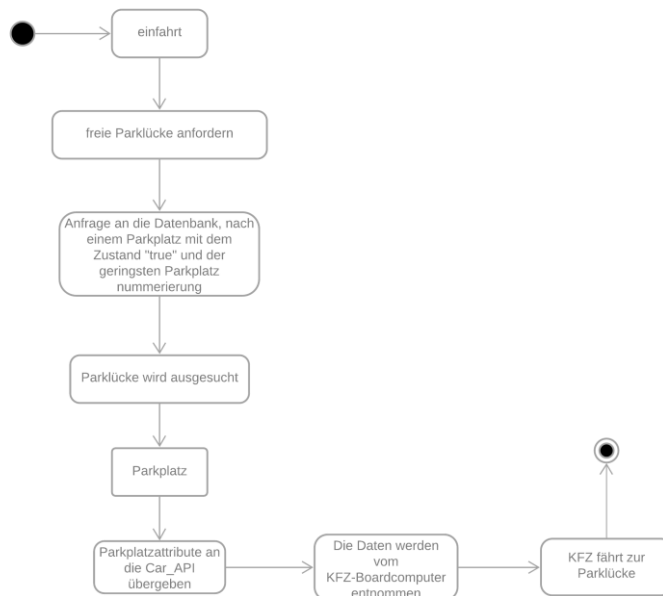 einfahrt
freie Parklücke anfordern
Anfrage an die Datenbank, nach
einem Parkplatz mit dem
Zustand "true" und der
geringsten Parkplatz
nummerierung
Parklücke wird ausgesucht
Parkplatz
Parkplatzattribute an
die Car_API
übergeben
Die Daten werden
vom
KFZ-Boardcomputer
entnommen
KFZ fährt zur
Parklücke